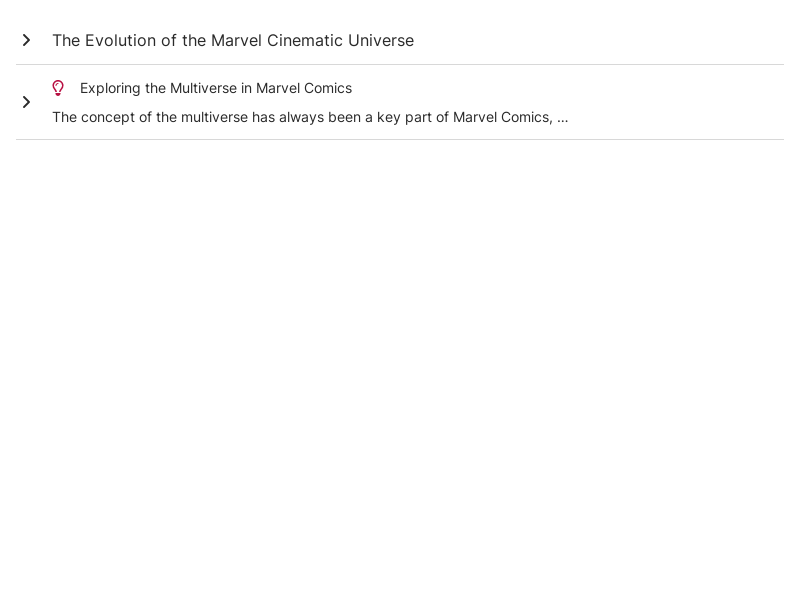 The Evolution of the Marvel Cinematic Universe
Exploring the Multiverse in Marvel Comics
The concept of the multiverse has always been a key part of Marvel Comics, ...